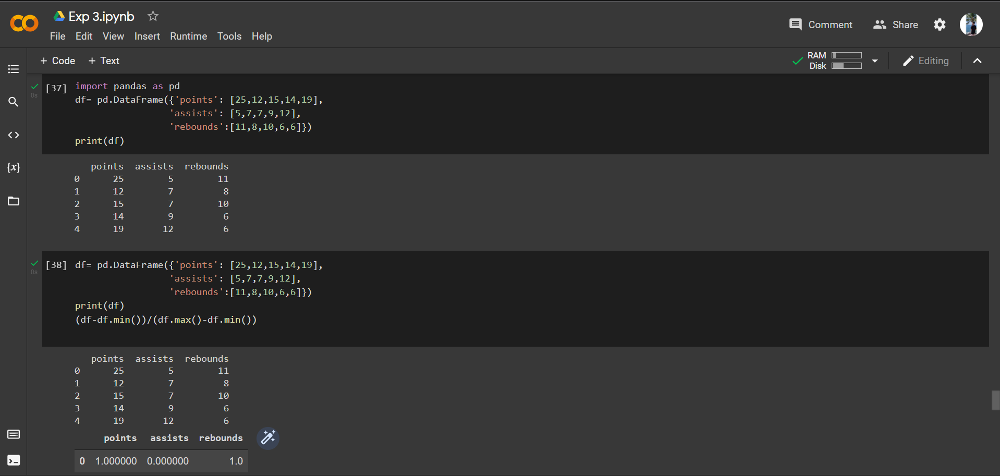 Exp 3.ipynb
File Edit View Insert Runtime Tools Help
Comment Share
+ Code + Text
RAM
Disk
Editing
0s
[37] import pandas as pd
df= pd.DataFrame({'points': [25,12,15,14,19],
'assists': [5,7,7,9,12],
'rebounds':[11,8,10,6,6]})
print(df)
points assists rebounds
0 25 5 11
1 12 7 8
2 15 7 10
3 14 9 6
4 19 12 6
0s
[38] df= pd.DataFrame({'points': [25,12,15,14,19],
'assists': [5,7,7,9,12],
'rebounds':[11,8,10,6,6]})
print(df)
(df-df.min())/(df.max()-df.min())
points assists rebounds
0 25 5 11
1 12 7 8
2 15 7 10
3 14 9 6
4 19 12 6
points assists rebounds
0 1.000000 0.000000 1.0